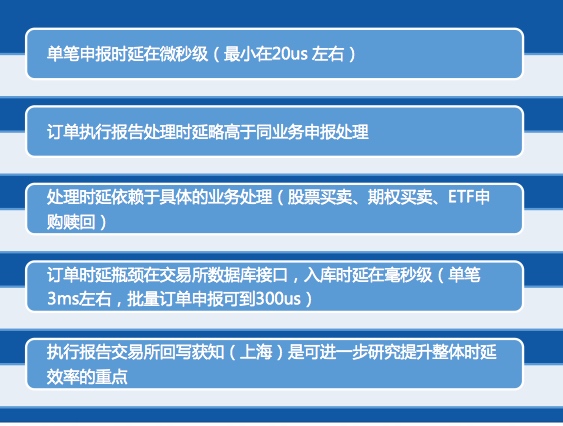 单笔申报时延在微秒级（最小在20us 左右）
订单执行报告处理时延略高于同业务申报处理
处理时延依赖于具体的业务处理（股票买卖、期权买卖、ETF申
购赎回）
订单时延瓶颈在交易所数据库接口，入库时延在毫秒级（单笔
3ms左右，批量订单申报可到300us）
执行报告交易所回写获知（上海）是可进一步研究提升整体时延
效率的重点